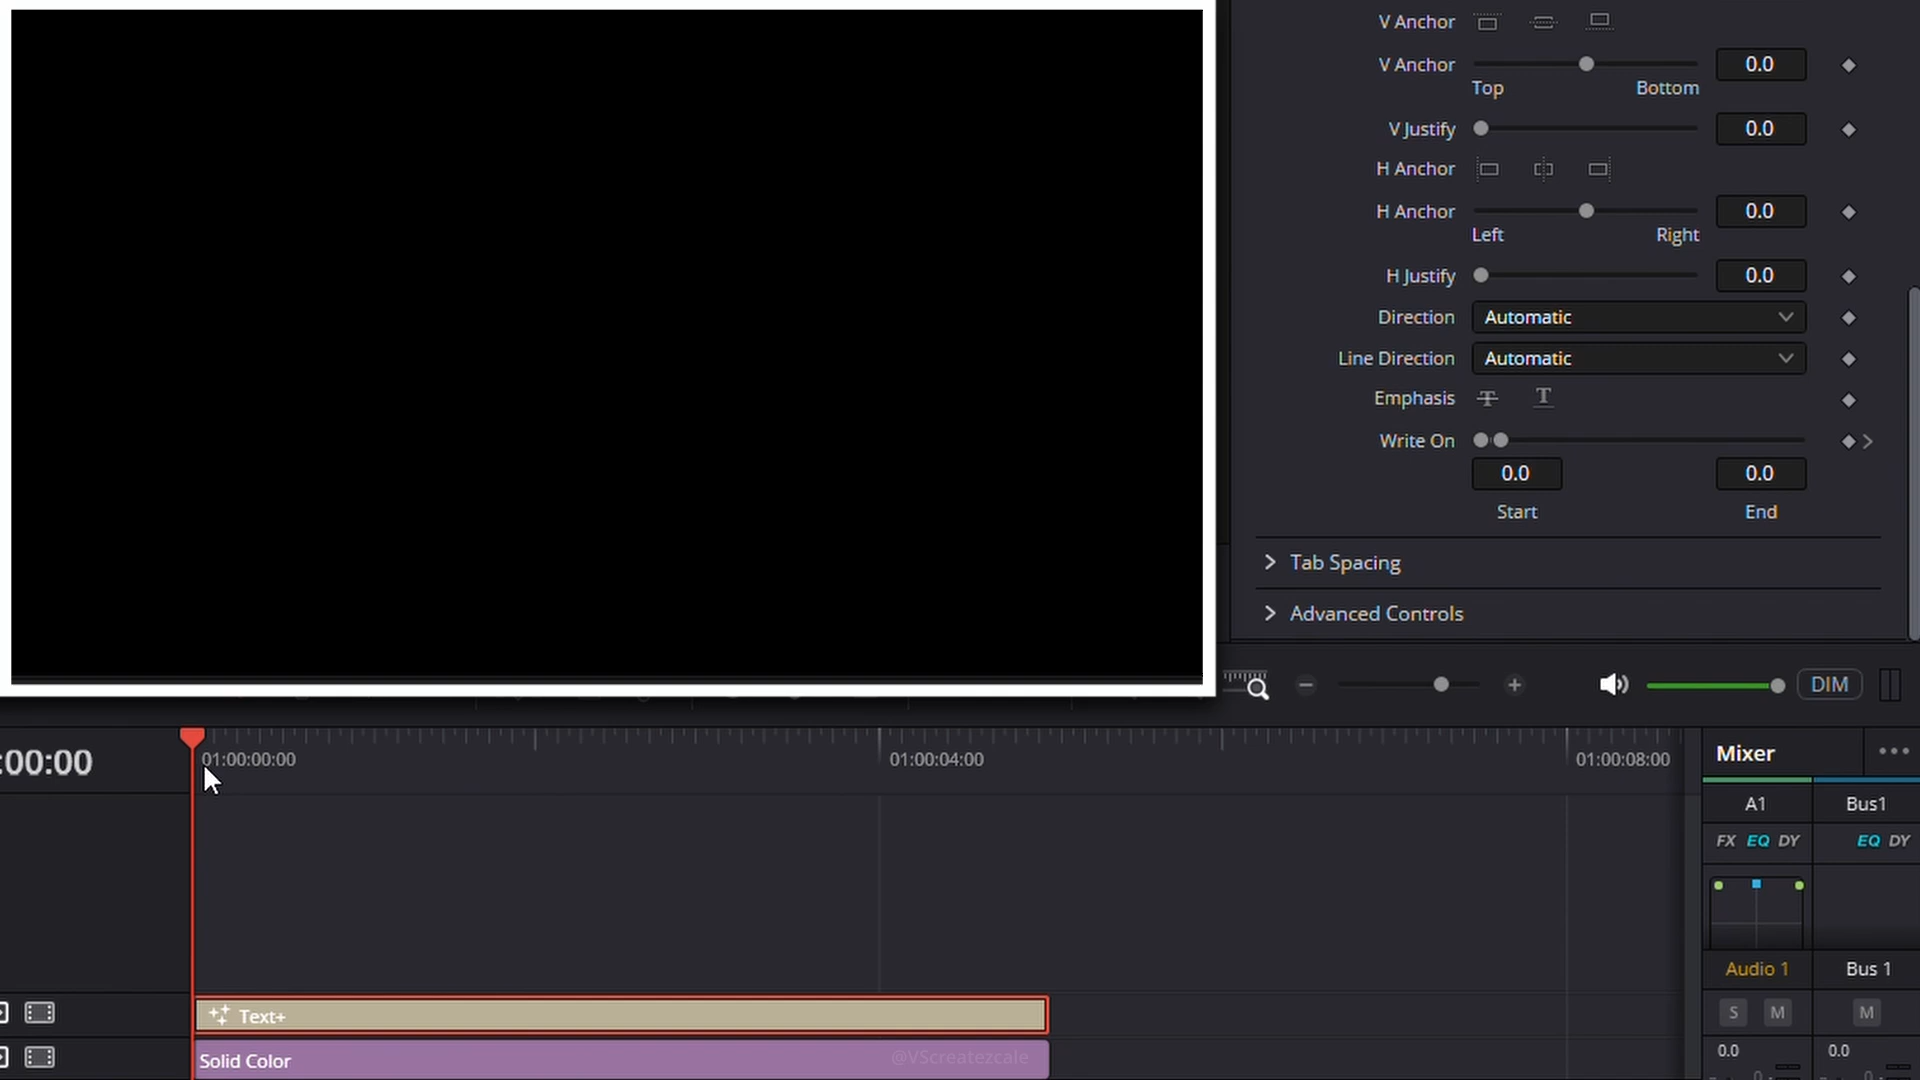 V Anchor
V Anchor 0.0
Top Bottom
V Justify 0.0
H Anchor
H Anchor 0.0
Left Right
H Justify 0.0
Direction Automatic
Line Direction Automatic
Emphasis T T
Write On
0.0 0.0
Start End
Tab Spacing
Advanced Controls
DIM
:00:00
01:00:00:00 01:00:04:00 01:00:08:00
Mixer
A1 Bus1
FX EQ DY EQ DY
Audio 1 Bus 1
Text+
S M M
Solid Color
@VScreatezcale
0.0 0.0
0 0